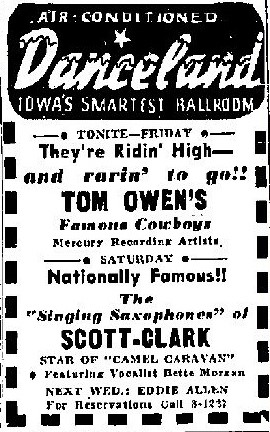 AIR-CONDITIONED
Danceland
IOWA'S SMARTEST BALLROOM
TONITE—FRIDAY
They're Ridin' High—
and rarin' to go!!
TOM OWEN'S
Famous Cowboys
Mercury Recording Artists.
SATURDAY
Nationally Famous!!
The
"Singing Saxophones" of
SCOTT-CLARK
STAR OF "CAMEL CARAVAN"
Featuring Vocalist Bette Morgan
NEXT WED.: EDDIE ALLEN
For Reservations Call